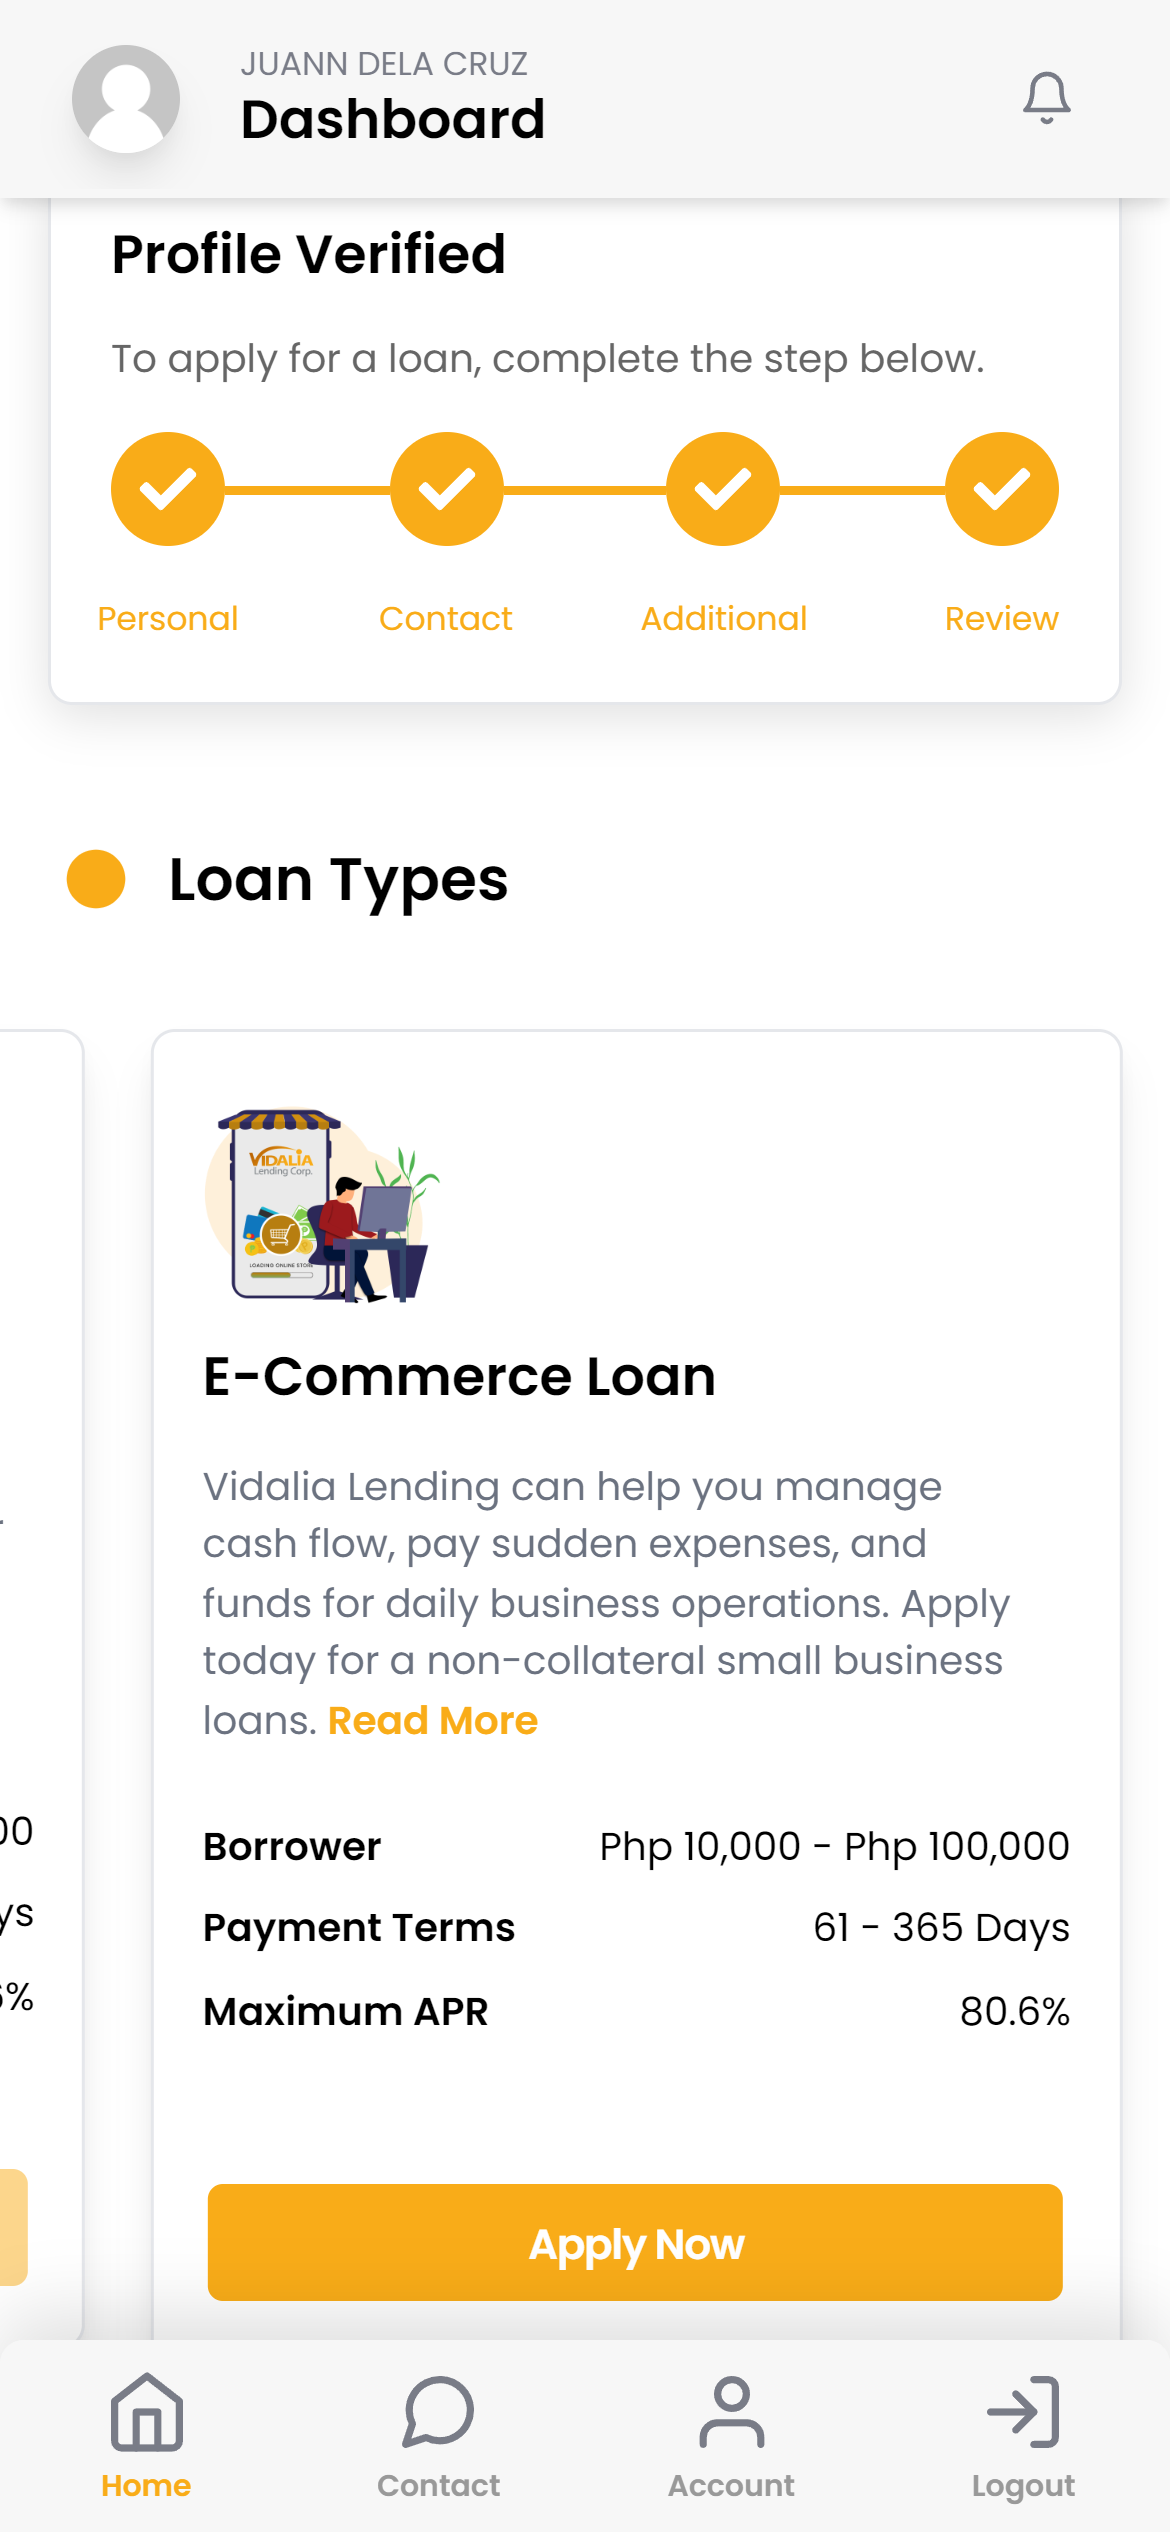 JUANN DELA CRUZ
Dashboard
Profile Verified
To apply for a loan, complete the step below.
Personal
Contact
Additional
Review
Loan Types
VIDALIA
Lending Corp.
LOADING ONLINE STORE
E-Commerce Loan
Vidalia Lending can help you manage
cash flow, pay sudden expenses, and
funds for daily business operations. Apply
today for a non-collateral small business
loans. Read More
00
Borrower Php 10,000 - Php 100,000
ys
Payment Terms 61 - 365 Days
6%
Maximum APR 80.6%
Apply Now
Home
Contact
Account
Logout